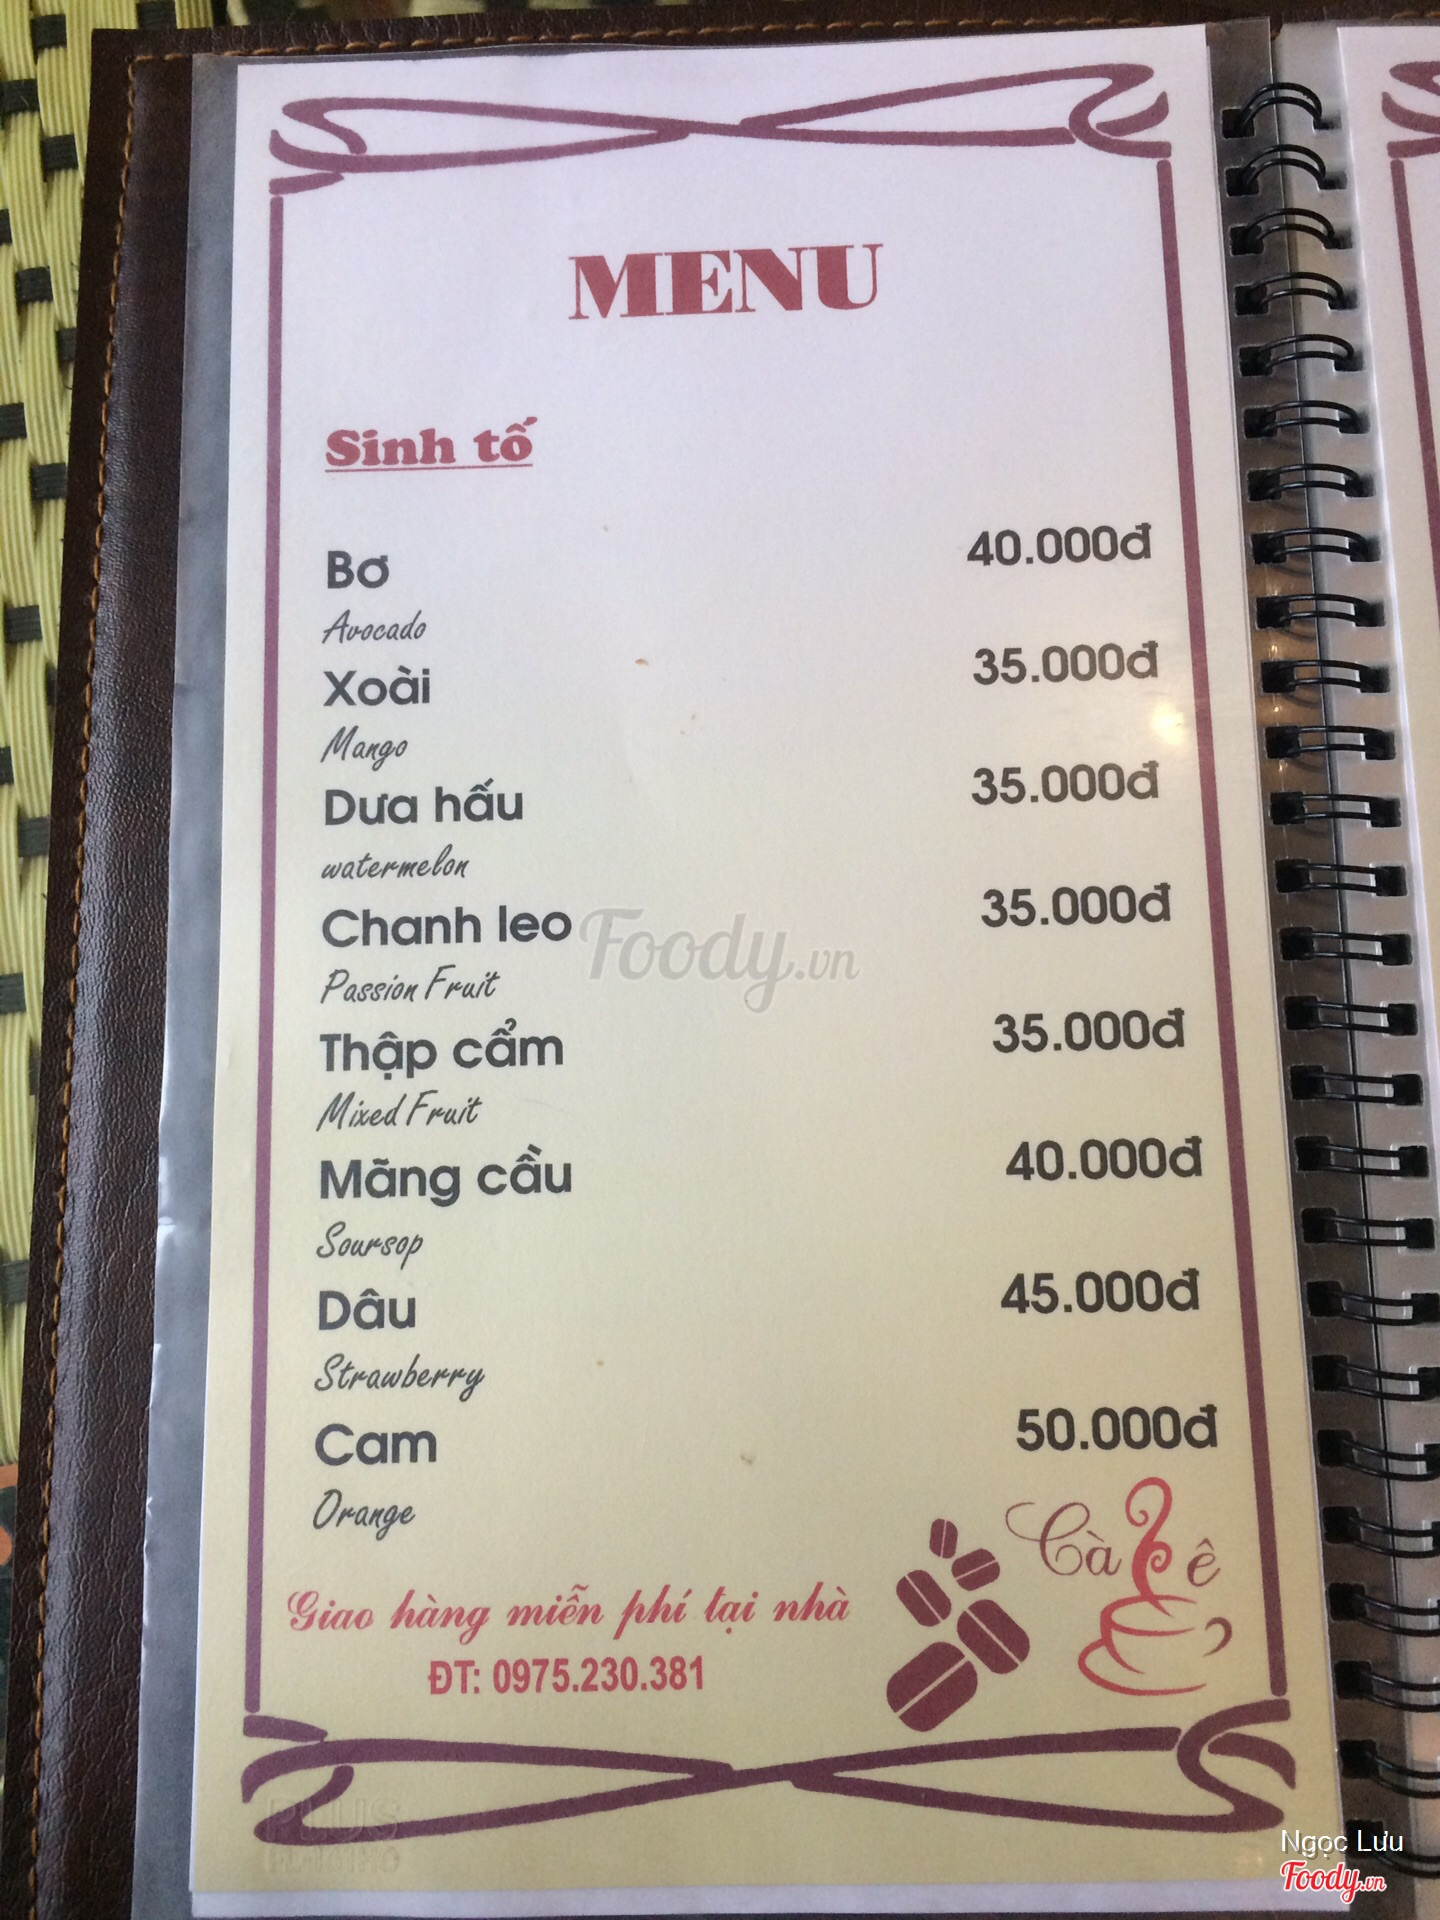 MENU
Sinh tố
Bơ 40.000đ
Avocado
Xoài 35.000đ
Mango
Dưa hấu 35.000đ
watermelon
Chanh leo 35.000đ
Passion Fruit
Thập cẩm 35.000đ
Mixed Fruit
Mãng cầu 40.000đ
Soursop
Dâu 45.000đ
Strawberry
Cam 50.000đ
Orange
Cà fê
Giao hàng miễn phí tại nhà
ĐT: 0975.230.381
Foody.vn
PLUS
Ngọc Lưu
Foody.vn